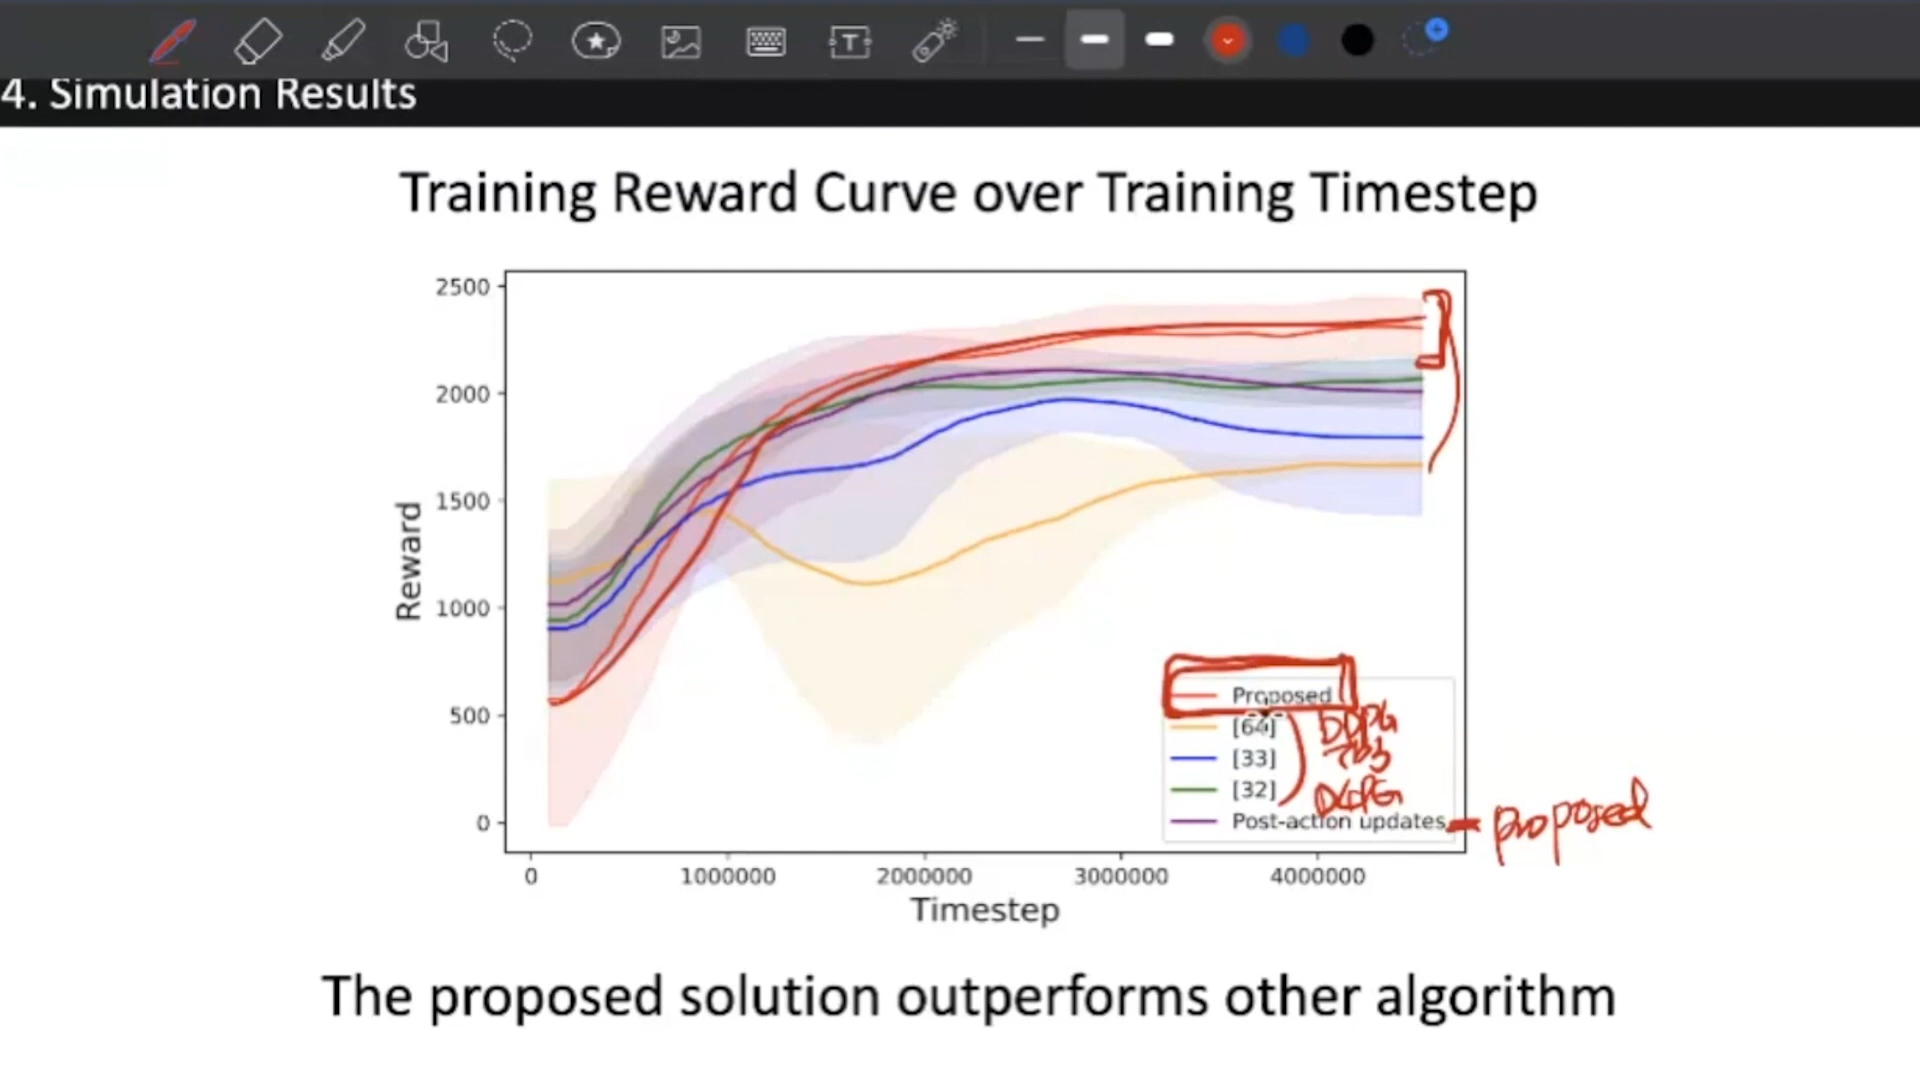 4. Simulation Results
Training Reward Curve over Training Timestep
2500
2000
1500
1000
500
0
Reward
0 1000000 2000000 3000000 4000000
Timestep
Proposed
[64] DDPG
[33] TD3
[32]
Post-action updates - proposed
The proposed solution outperforms other algorithm